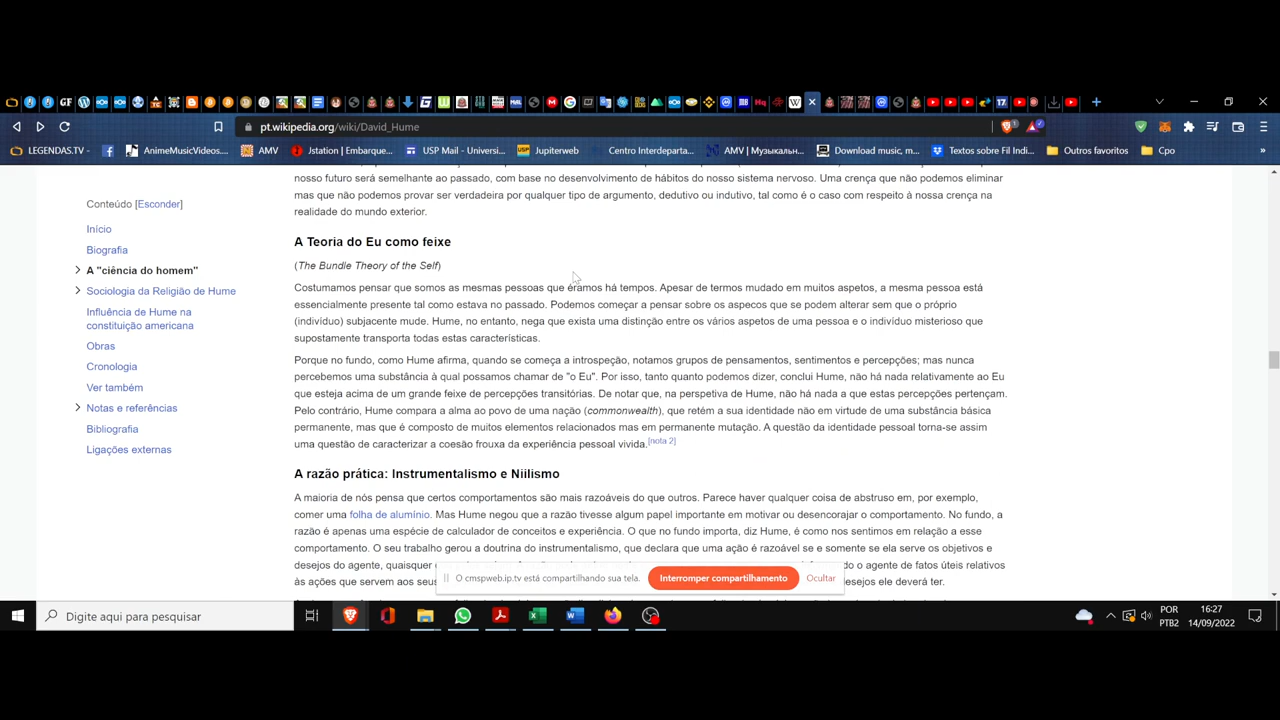 pt.wikipedia.org/wiki/David_Hume
LEGENDAS.TV -
AnimeMusicVideos...
AMV
Jstation | Embarque...
USP Mail - Universi...
Jupiterweb
Centro Interdeparta...
AMV | Музыкальн...
Download music, m...
Textos sobre Fil Indi...
Outros favoritos
Cpo
nosso futuro será semelhante ao passado, com base no desenvolvimento de hábitos do nosso sistema nervoso. Uma crença que não podemos eliminar
mas que não podemos provar ser verdadeira por qualquer tipo de argumento, dedutivo ou indutivo, tal como é o caso com respeito à nossa crença na
realidade do mundo exterior.
Conteúdo [Esconder]
Início
Biografia
A "ciência do homem"
Sociologia da Religião de Hume
Influência de Hume na
constituição americana
Obras
Cronologia
Ver também
Notas e referências
Bibliografia
Ligações externas
A Teoria do Eu como feixe
(The Bundle Theory of the Self)
Costumamos pensar que somos as mesmas pessoas que éramos há tempos. Apesar de termos mudado em muitos aspetos, a mesma pessoa está
essencialmente presente tal como estava no passado. Podemos começar a pensar sobre os aspecos que se podem alterar sem que o próprio
(indivíduo) subjacente mude. Hume, no entanto, nega que exista uma distinção entre os vários aspetos de uma pessoa e o indivíduo misterioso que
supostamente transporta todas estas características.
Porque no fundo, como Hume afirma, quando se começa a introspeção, notamos grupos de pensamentos, sentimentos e percepções; mas nunca
percebemos uma substância à qual possamos chamar de "o Eu". Por isso, tanto quanto podemos dizer, conclui Hume, não há nada relativamente ao Eu
que esteja acima de um grande feixe de percepções transitórias. De notar que, na perspetiva de Hume, não há nada a que estas percepções pertençam.
Pelo contrário, Hume compara a alma ao povo de uma nação (commonwealth), que retém a sua identidade não em virtude de uma substância básica
permanente, mas que é composto de muitos elementos relacionados mas em permanente mutação. A questão da identidade pessoal torna-se assim
uma questão de caracterizar a coesão frouxa da experiência pessoal vivida.[nota 2]
A razão prática: Instrumentalismo e Niilismo
A maioria de nós pensa que certos comportamentos são mais razoáveis do que outros. Parece haver qualquer coisa de abstruso em, por exemplo,
comer uma folha de alumínio. Mas Hume negou que a razão tivesse algum papel importante em motivar ou desencorajar o comportamento. No fundo, a
razão é apenas uma espécie de calculador de conceitos e experiência. O que no fundo importa, diz Hume, é como nos sentimos em relação a esse
comportamento. O seu trabalho gerou a doutrina do instrumentalismo, que declara que uma ação é razoável se e somente se ela serve os objetivos e
desejos do agente, quaisquer do o agente de fatos úteis relativos
às ações que servem aos seus desejos ele deverá ter.
O cmspweb.ip.tv está compartilhando sua tela.
Interromper compartilhamento
Ocultar
Digite aqui para pesquisar
POR
PTB2
16:27
14/09/2022